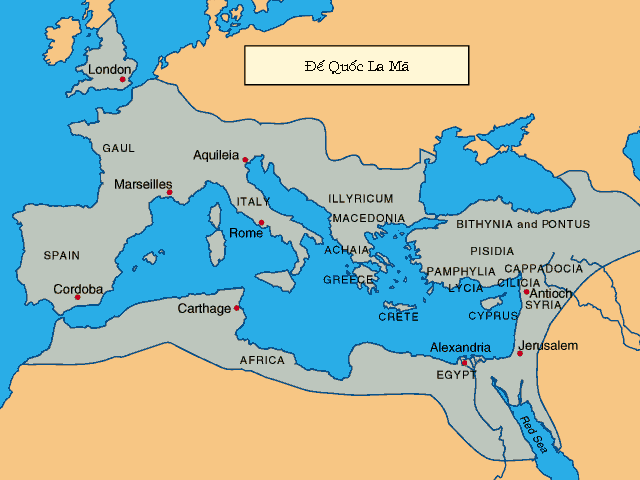 Đế Quốc La Mã
London
GAUL
Aquileia
Marseilles
ITALY
ILLYRICUM
MACEDONIA
Rome
BITHYNIA and PONTUS
SPAIN
ACHAIA
PISIDIA
GREECE
PAMPHYLIA
CAPPADOCIA
CILICIA
LYCIA
Cordoba
Antioch
Carthage
CRETE
CYPRUS
SYRIA
Alexandria
Jerusalem
AFRICA
EGYPT
Red Sea